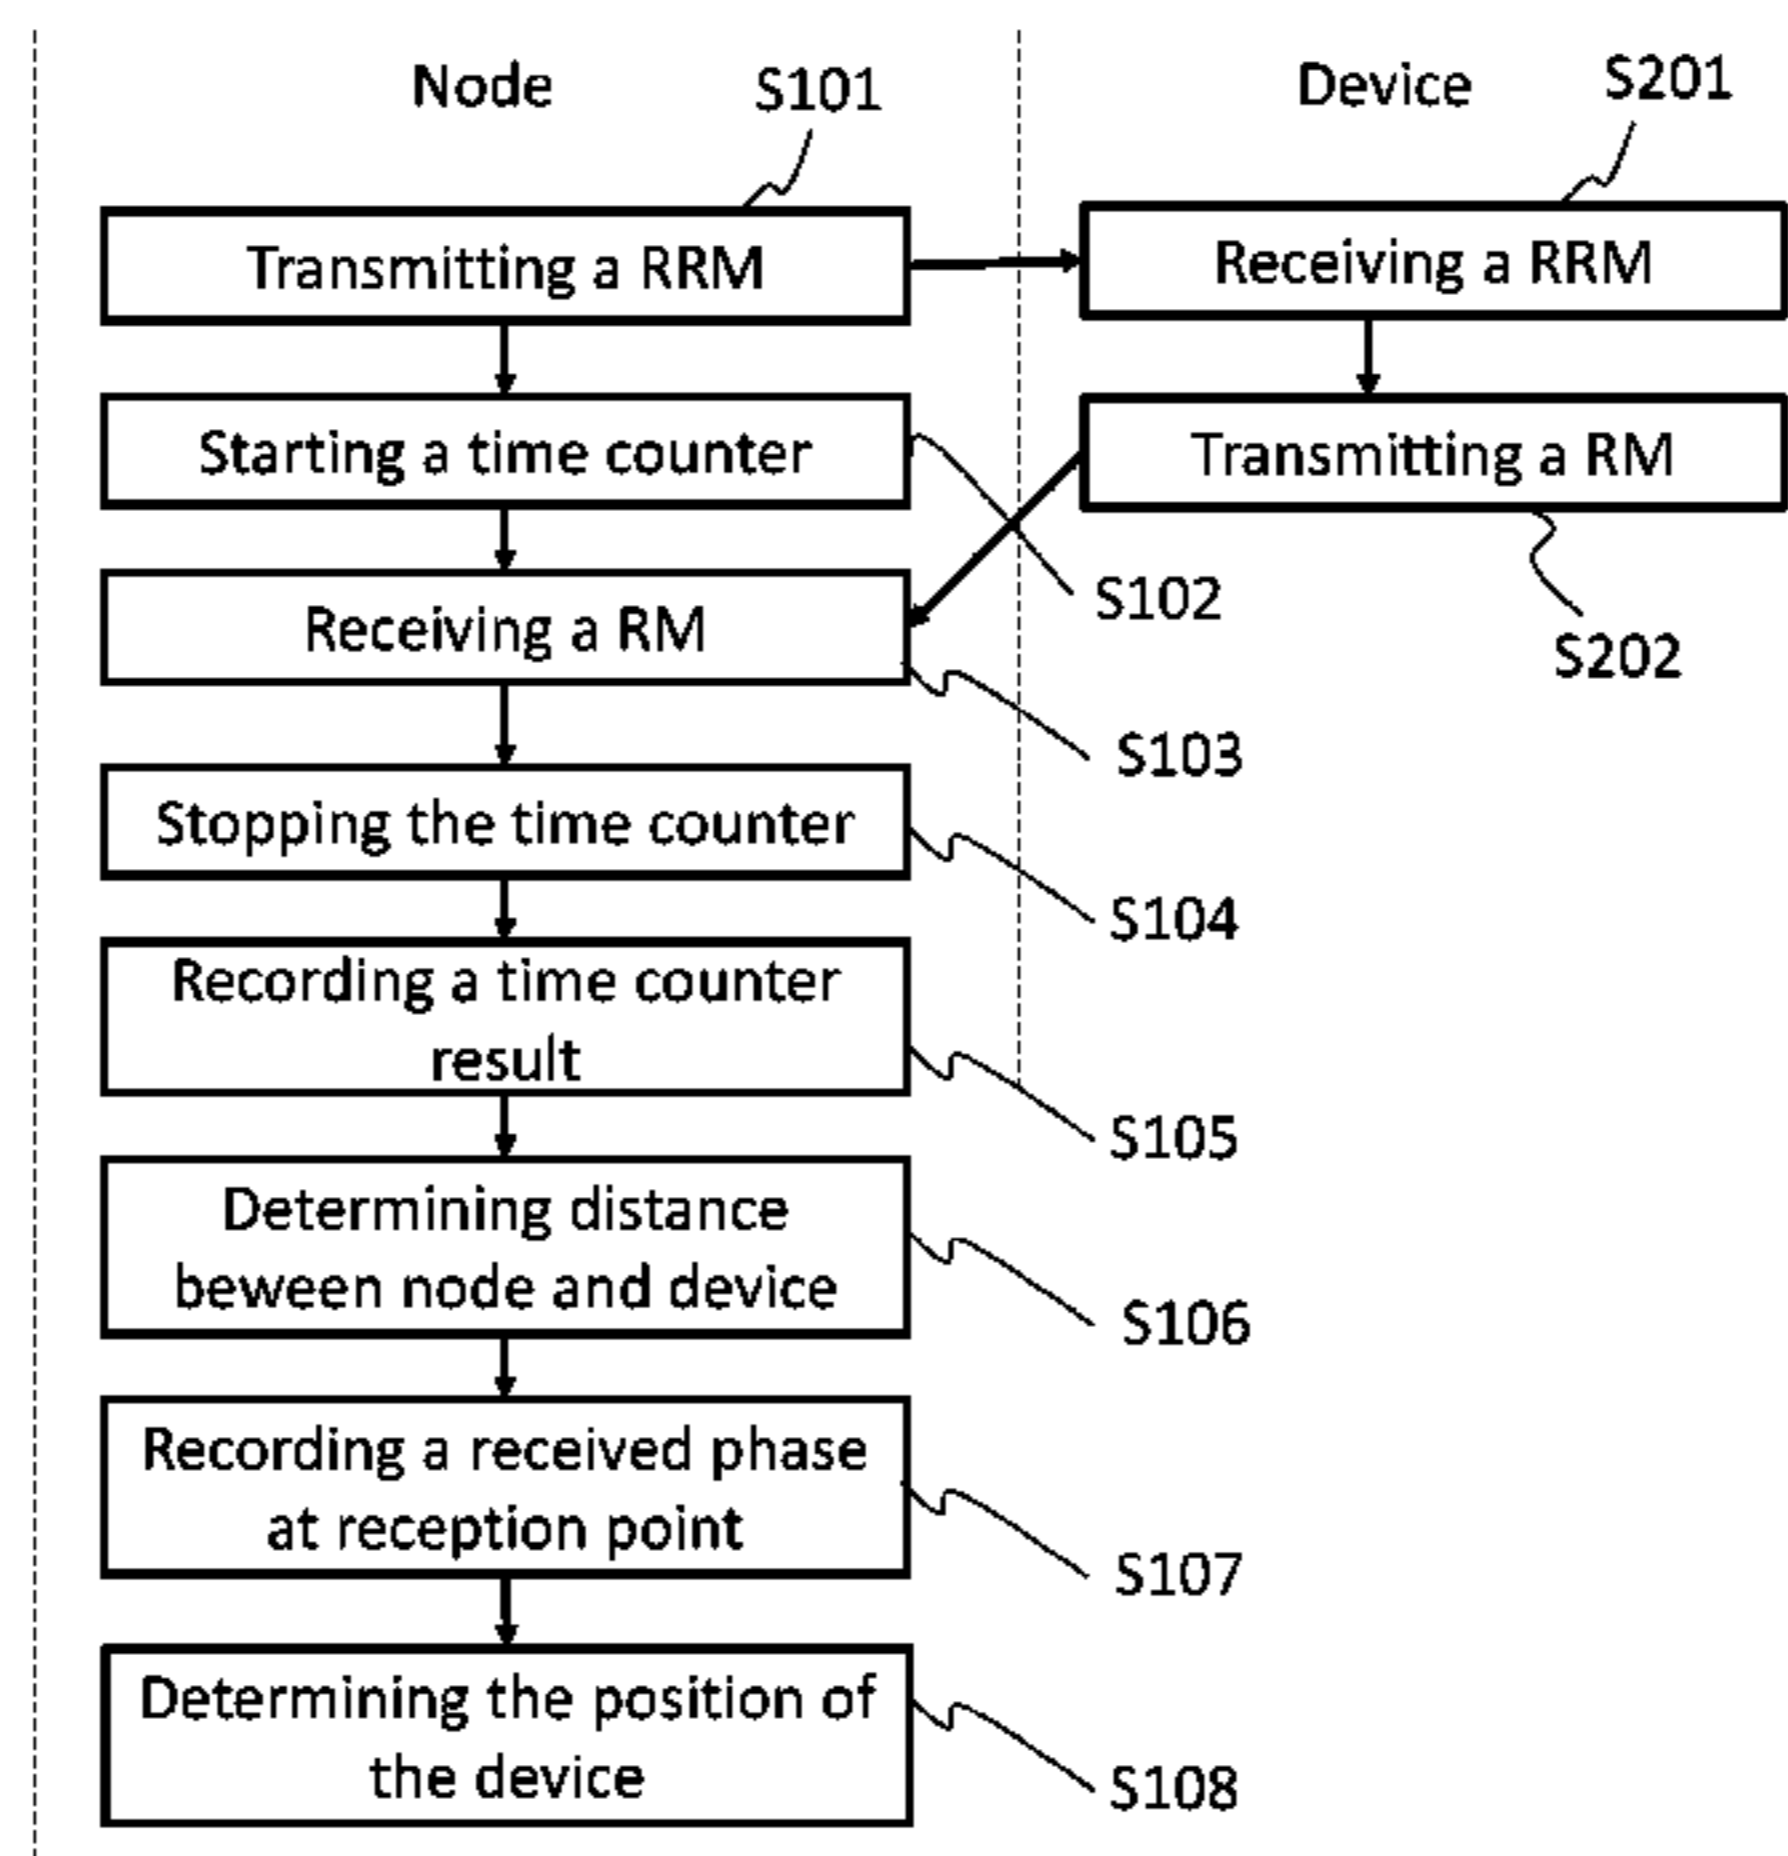 Node
S101
Device
S201
Transmitting a RRM
Receiving a RRM
Starting a time counter
Transmitting a RM
Receiving a RM
S102
S202
S103
Stopping the time counter
S104
Recording a time counter
result
S105
Determining distance
beween node and device
S106
Recording a received phase
at reception point
S107
Determining the position of
the device
S108